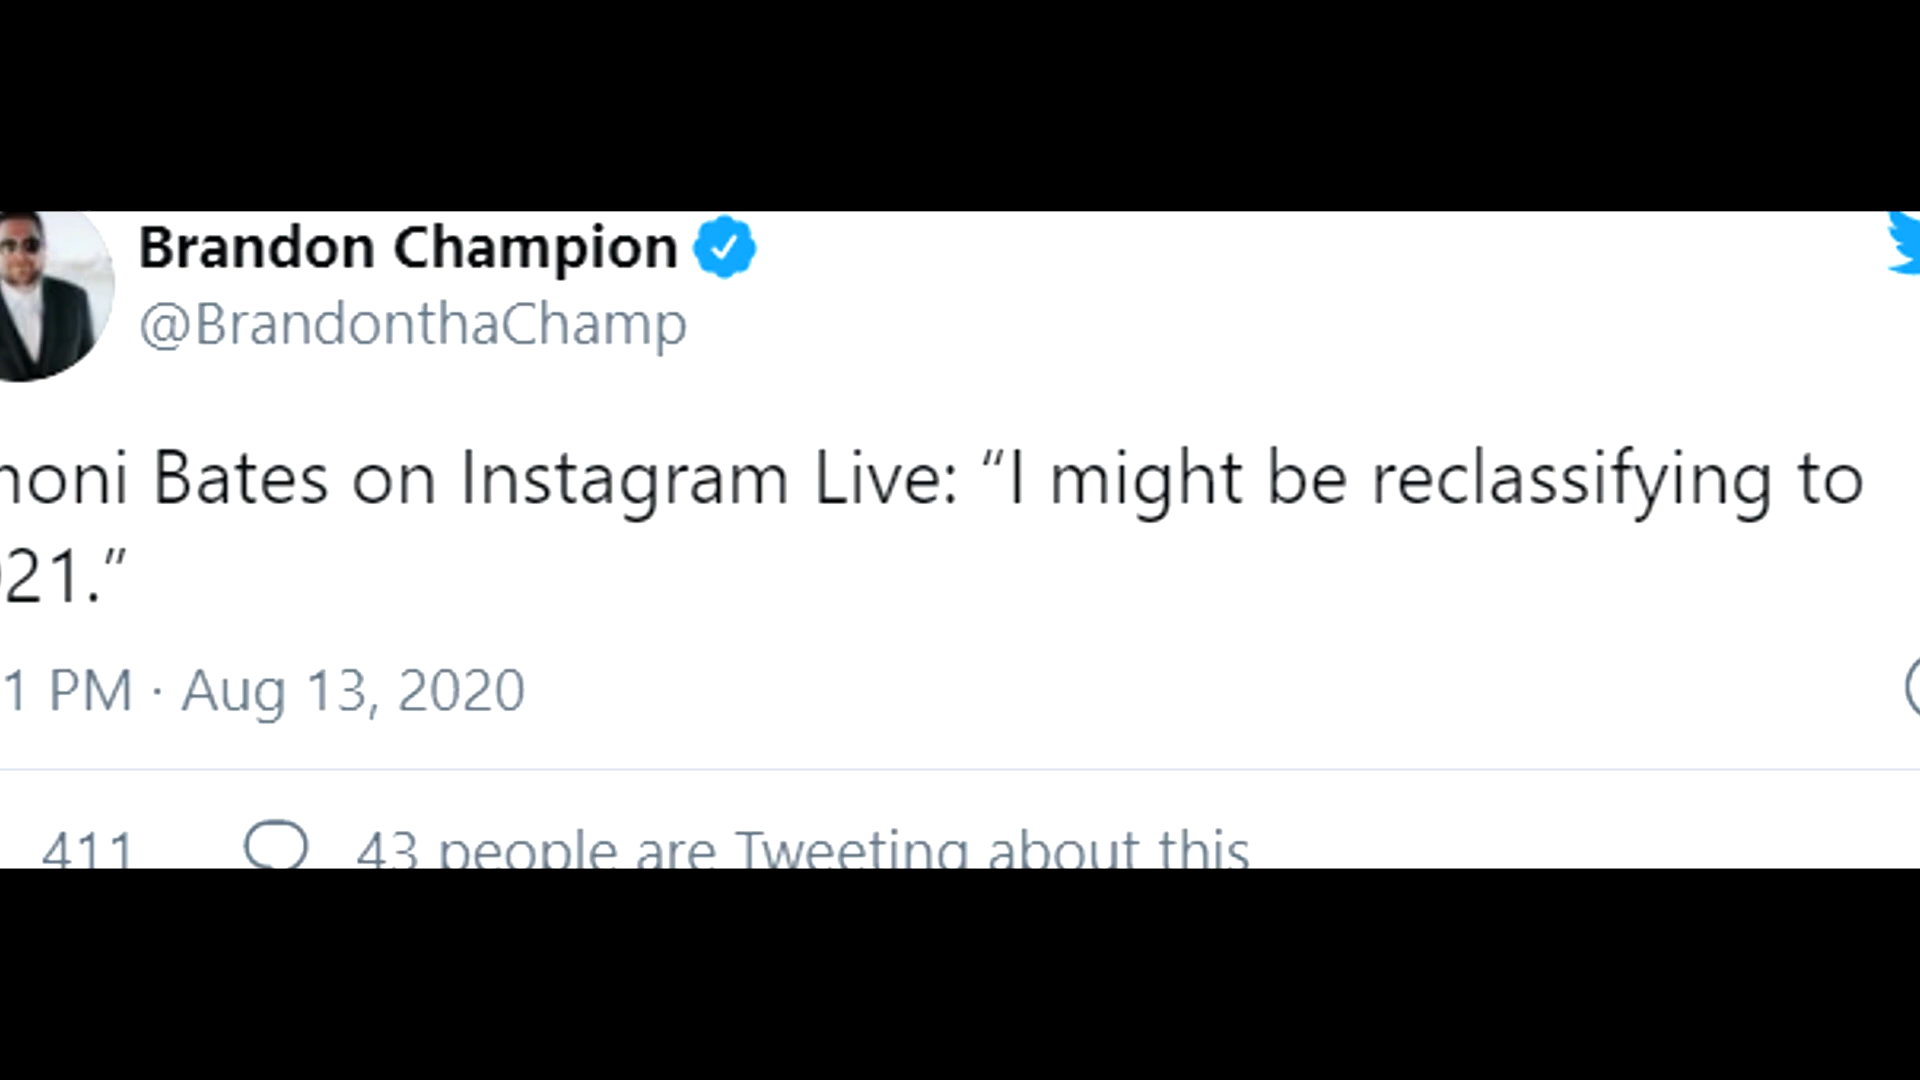 Brandon Champion
@BrandonthaChamp
noni Bates on Instagram Live: “I might be reclassifying to
021.”
1 PM · Aug 13, 2020
411 43 people are Tweeting about this